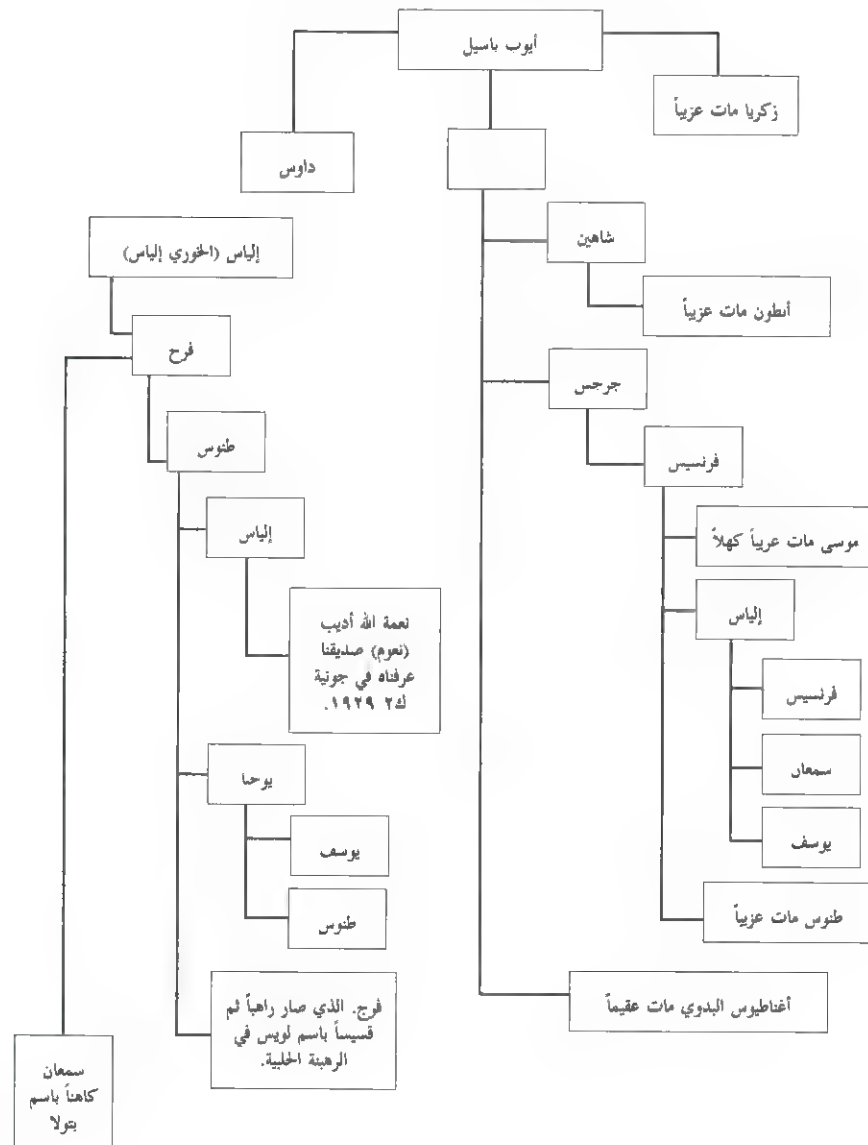 أيوب باسيل
زكريا مات عزيباً
داوس
شاهين
إلياس (الخوري إلياس)
أنطون مات عزيباً
فرح
جرجس
طنوس
فرنسيس
إلياس
موسى مات عريباً كهلاً
إلياس
نعمة الله أديب
(نعوم) صديقنا
عرفناه في جونية
ك٢ ١٩٢٩.
فرنسيس
يوحنا
سمعان
يوسف
يوسف
طنوس
طنوس مات عزيباً
فرج. الذي صار راهباً ثم
قسيساً باسم لويس في
الرهبنة الحلبية.
أغناطيوس البدوي مات عقيماً
سمعان
كاهناً باسم
بتولا